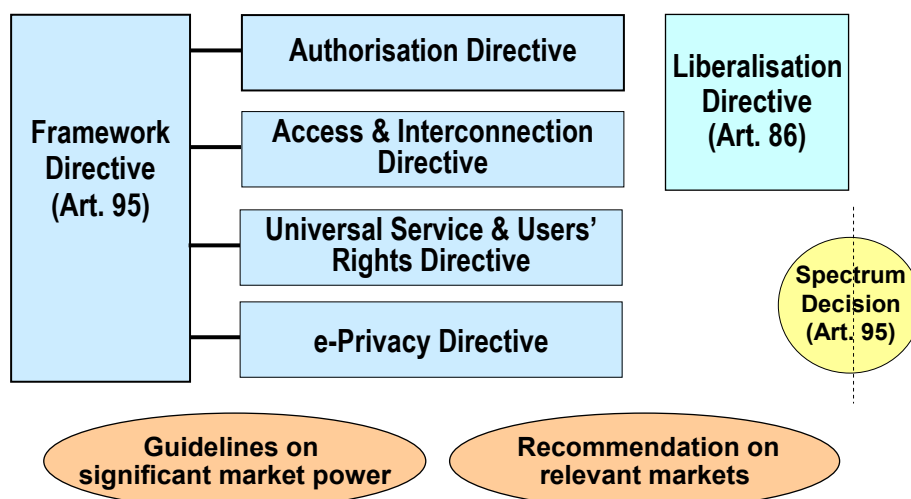 Framework
Directive
(Art. 95)
Authorisation Directive
Access & Interconnection
Directive
Universal Service & Users'
Rights Directive
e-Privacy Directive
Liberalisation
Directive
(Art. 86)
Spectrum
Decision
(Art. 95)
Guidelines on
significant market power
Recommendation on
relevant markets